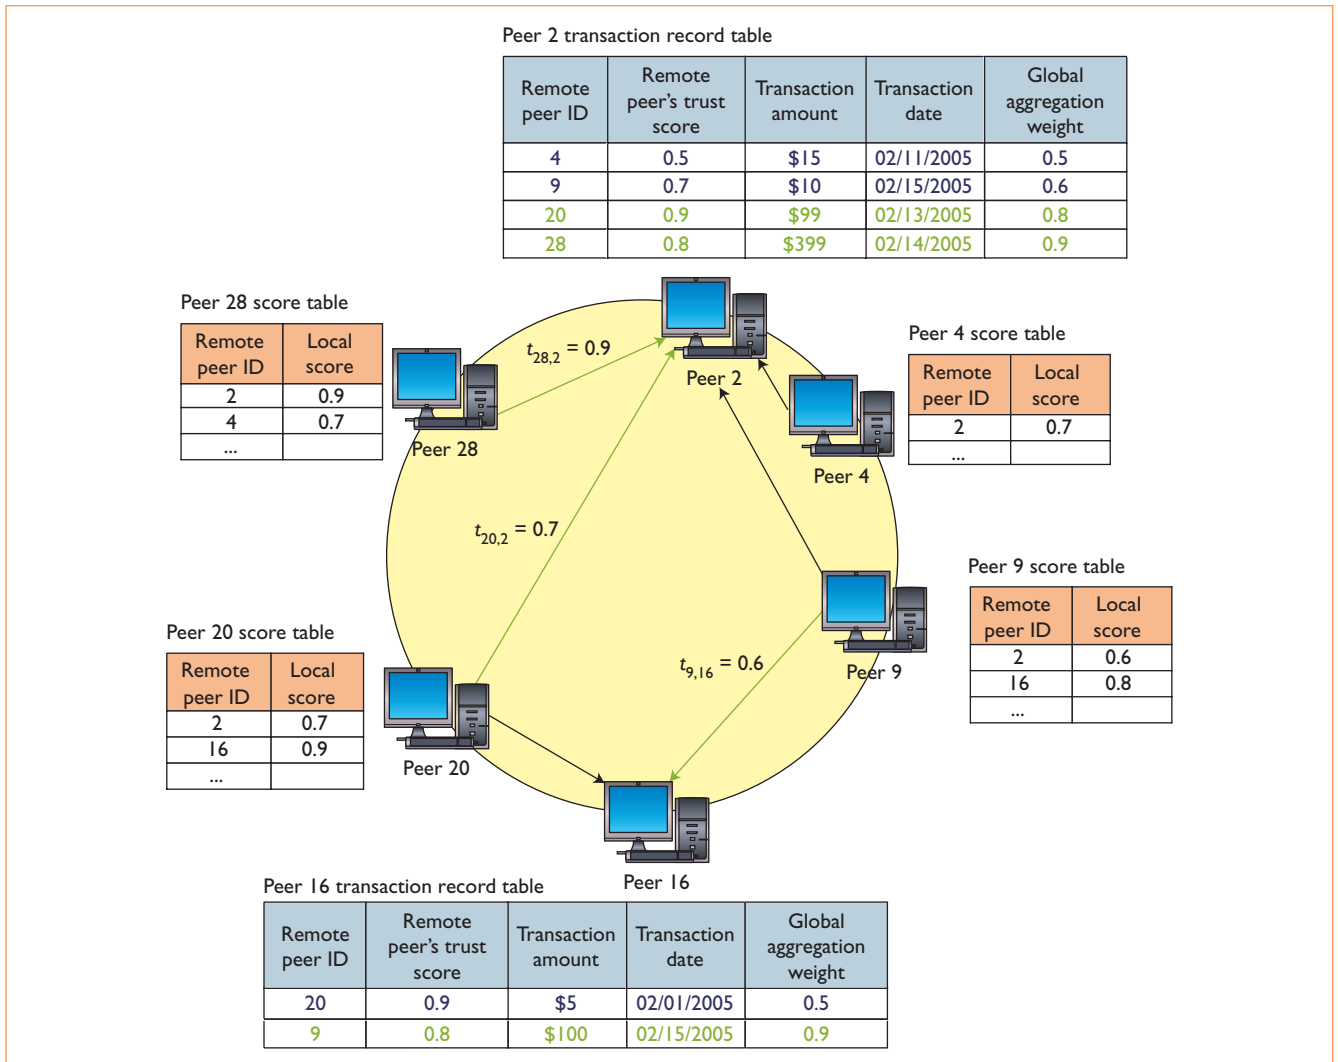 Peer 2 transaction record table
Remote peer ID | Remote peer's trust score | Transaction amount | Transaction date | Global aggregation weight
4 | 0.5 | $15 | 02/11/2005 | 0.5
9 | 0.7 | $10 | 02/15/2005 | 0.6
20 | 0.9 | $99 | 02/13/2005 | 0.8
28 | 0.8 | $399 | 02/14/2005 | 0.9
Peer 28 score table
Remote peer ID | Local score
2 | 0.9
4 | 0.7
...
t28,2 = 0.9
Peer 2
Peer 4 score table
Remote peer ID | Local score
2 | 0.7
...
Peer 28
Peer 4
t20,2 = 0.7
Peer 9 score table
Remote peer ID | Local score
2 | 0.6
16 | 0.8
...
Peer 20 score table
Remote peer ID | Local score
2 | 0.7
16 | 0.9
...
t9,16 = 0.6
Peer 9
Peer 20
Peer 16
Peer 16 transaction record table
Remote peer ID | Remote peer's trust score | Transaction amount | Transaction date | Global aggregation weight
20 | 0.9 | $5 | 02/01/2005 | 0.5
9 | 0.8 | $100 | 02/15/2005 | 0.9